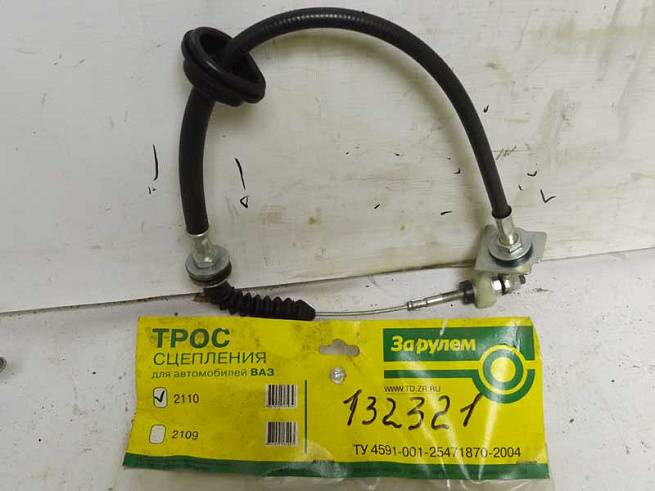 ТРОС
СЦЕПЛЕНИЯ
для автомобилей ВАЗ
2110
2109
За рулем
WWW.TD.ZR.RU
132321
ТУ 4591-001-25471870-2004